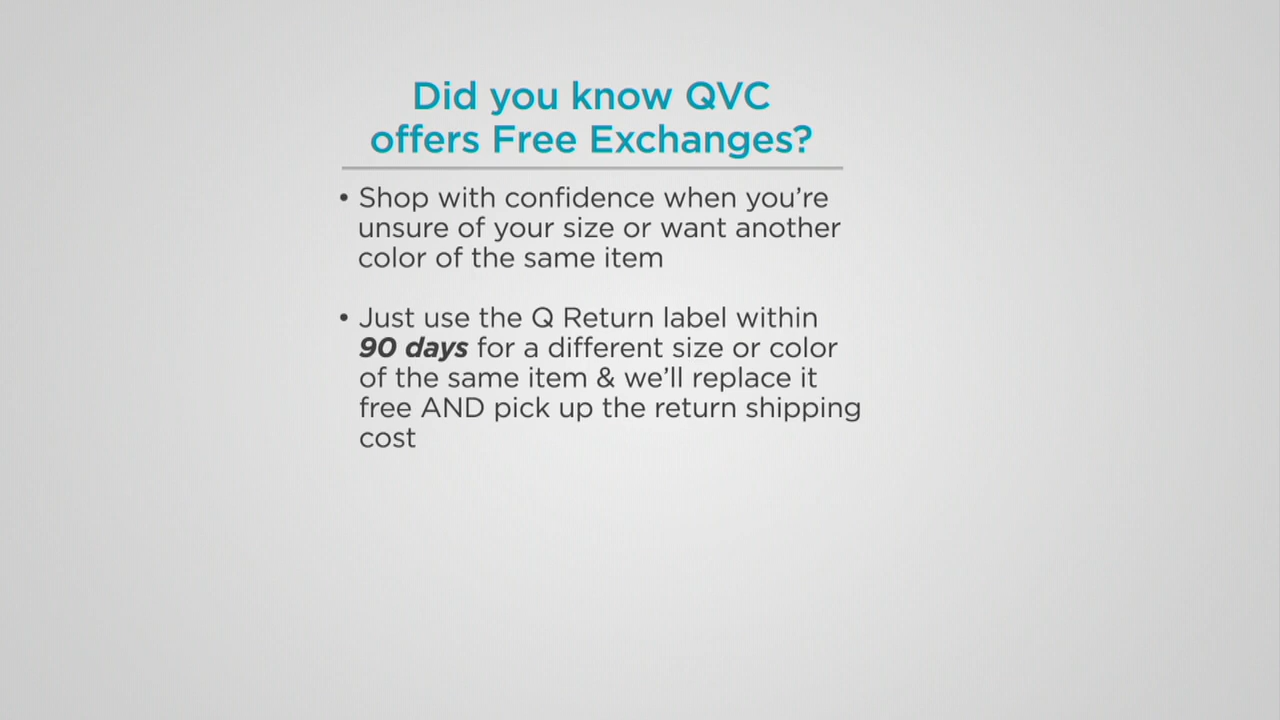 Did you know QVC
offers Free Exchanges?
• Shop with confidence when you're
unsure of your size or want another
color of the same item
• Just use the Q Return label within
90 days for a different size or color
of the same item & we'll replace it
free AND pick up the return shipping
cost